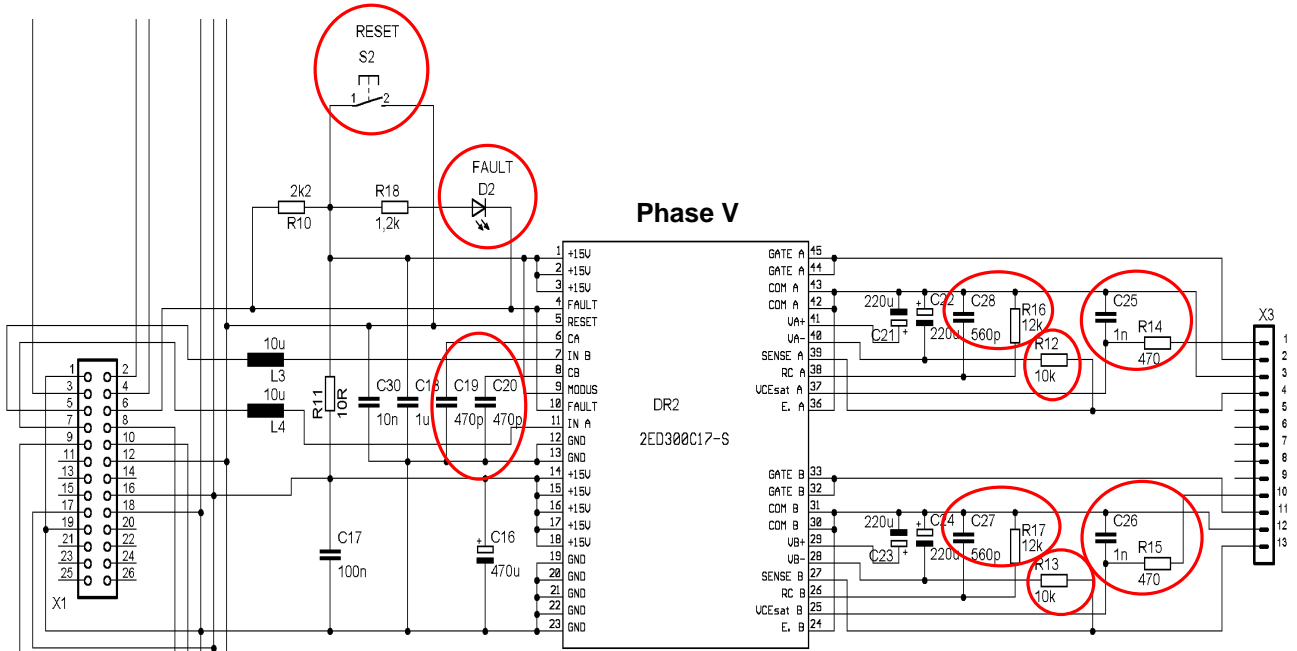 RESET
S2
1 2
FAULT
D2
2k2
R10
R18
1,2k
Phase V
10u
L3
10u
L4
R11
10R
C30
10n
C18
1u
C19
470p
C20
470p
C17
100n
C16
470u
X1
1 2
3 4
5 6
7 8
9 10
11 12
13 14
15 16
17 18
19 20
21 22
23 24
25 26
1 +15V
2 +15V
3 +15V
4 FAULT
5 RESET
6 CA
7 IN B
8 CB
9 MODUS
10 FAULT
11 IN A
12 GND
13 GND
14 +15V
15 +15V
16 +15V
17 +15V
18 +15V
19 GND
20 GND
21 GND
22 GND
23 GND
DR2
2ED300C17-S
GATE A 45
GATE A 44
COM A 43
COM A 42
VA+ 41
VA- 40
SENSE A 39
RC A 38
VCEsat A 37
E. A 36
GATE B 33
GATE B 32
COM B 31
COM B 30
VB+ 29
VB- 28
SENSE B 27
RC B 26
VCEsat B 25
E. B 24
220u
C21
+
+
C22
220u
C28
560p
R16
12k
R12
10k
C25
1n
R14
470
220u
C23
+
+
C24
220u
C27
560p
R17
12k
R13
10k
C26
1n
R15
470
X3
1
2
3
4
5
6
7
8
9
10
11
12
13